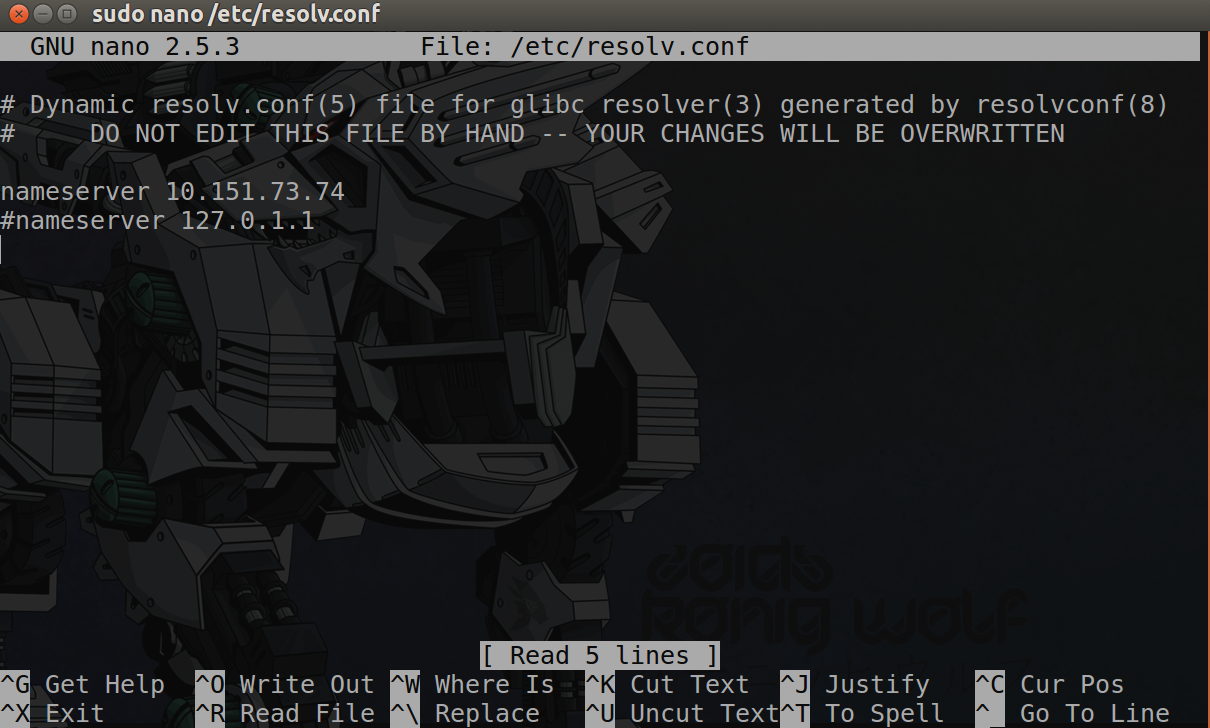 sudo nano /etc/resolv.conf
GNU nano 2.5.3 File: /etc/resolv.conf
# Dynamic resolv.conf(5) file for glibc resolver(3) generated by resolvconf(8)
#     DO NOT EDIT THIS FILE BY HAND -- YOUR CHANGES WILL BE OVERWRITTEN
nameserver 10.151.73.74
#nameserver 127.0.1.1
zoids
konig wolf
[ Read 5 lines ]
^G Get Help ^O Write Out ^W Where Is ^K Cut Text ^J Justify ^C Cur Pos
^X Exit ^R Read File ^\ Replace ^U Uncut Text ^T To Spell ^_ Go To Line